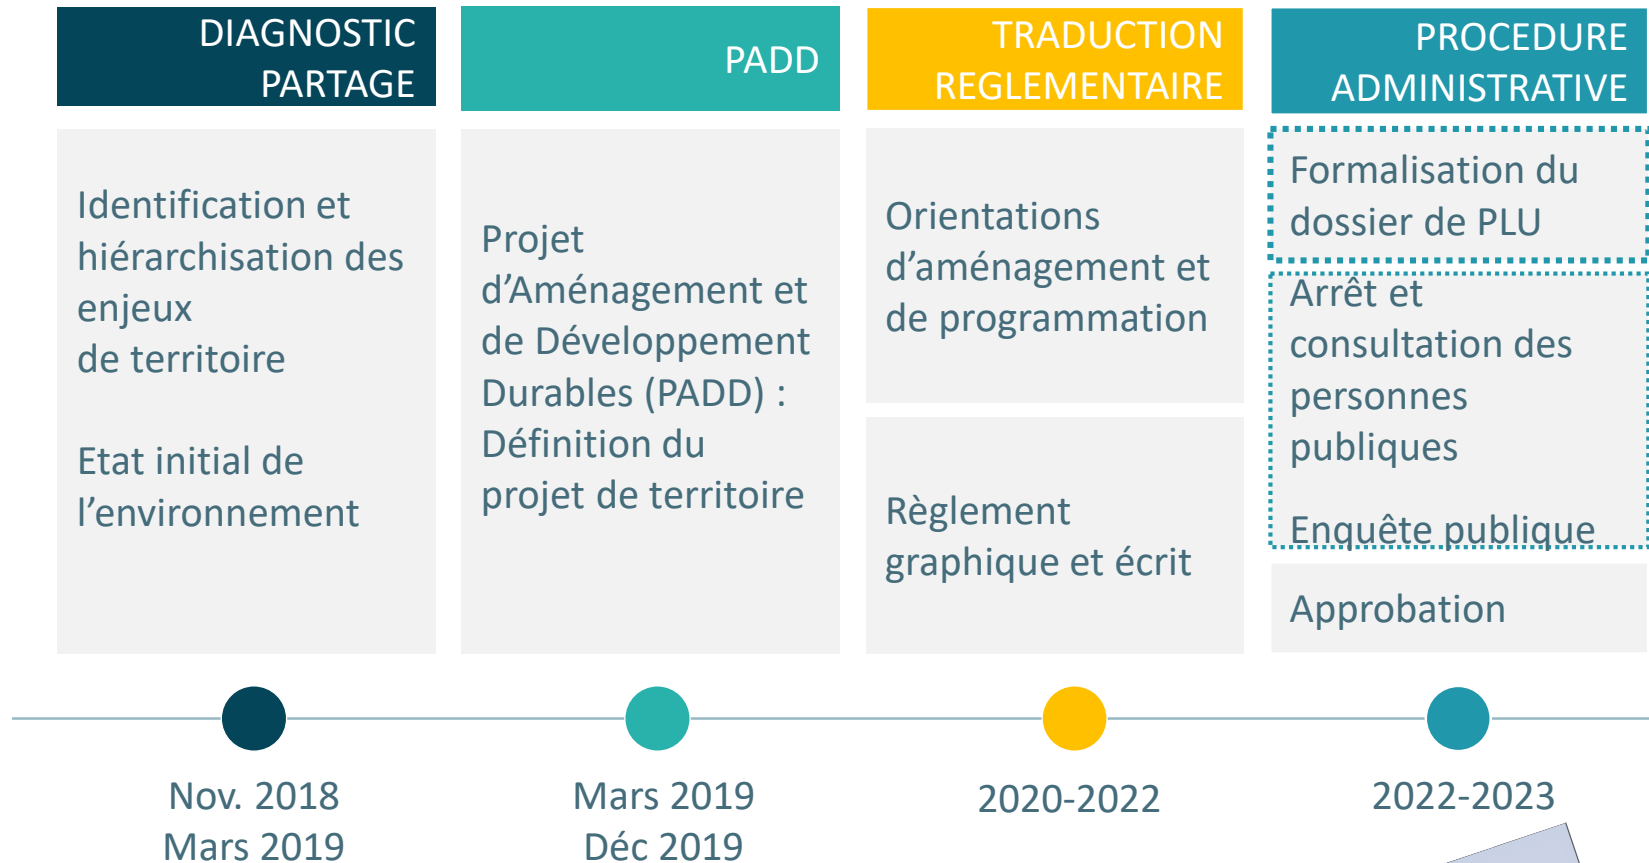 DIAGNOSTIC
PARTAGE
Identification et
hiérarchisation des
enjeux
de territoire
Etat initial de
l’environnement
Nov. 2018
Mars 2019
PADD
Projet
d’Aménagement et
de Développement
Durables (PADD) :
Définition du
projet de territoire
Mars 2019
Déc 2019
TRADUCTION
REGLEMENTAIRE
Orientations
d’aménagement et
de programmation
Règlement
graphique et écrit
2020-2022
PROCEDURE
ADMINISTRATIVE
Formalisation du
dossier de PLU
Arrêt et
consultation des
personnes
publiques
Enquête publique
Approbation
2022-2023